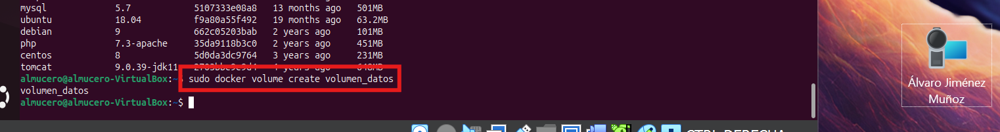 mysql 5.7 5107333e08a8 13 months ago 501MB
ubuntu 18.04 f9a80a55f492 19 months ago 63.2MB
debian 9 662c05203bab 2 years ago 101MB
php 7.3-apache 35da9118b3c0 2 years ago 451MB
centos 8 5d0da3dc9764 3 years ago 231MB
tomcat 9.0.39-jdk11 years ago
almucero@almucero-VirtualBox:~$ sudo docker volume create volumen_datos
volumen_datos
almucero@almucero-VirtualBox:~$
Álvaro Jiménez
Muñoz
CTRL DERECHA